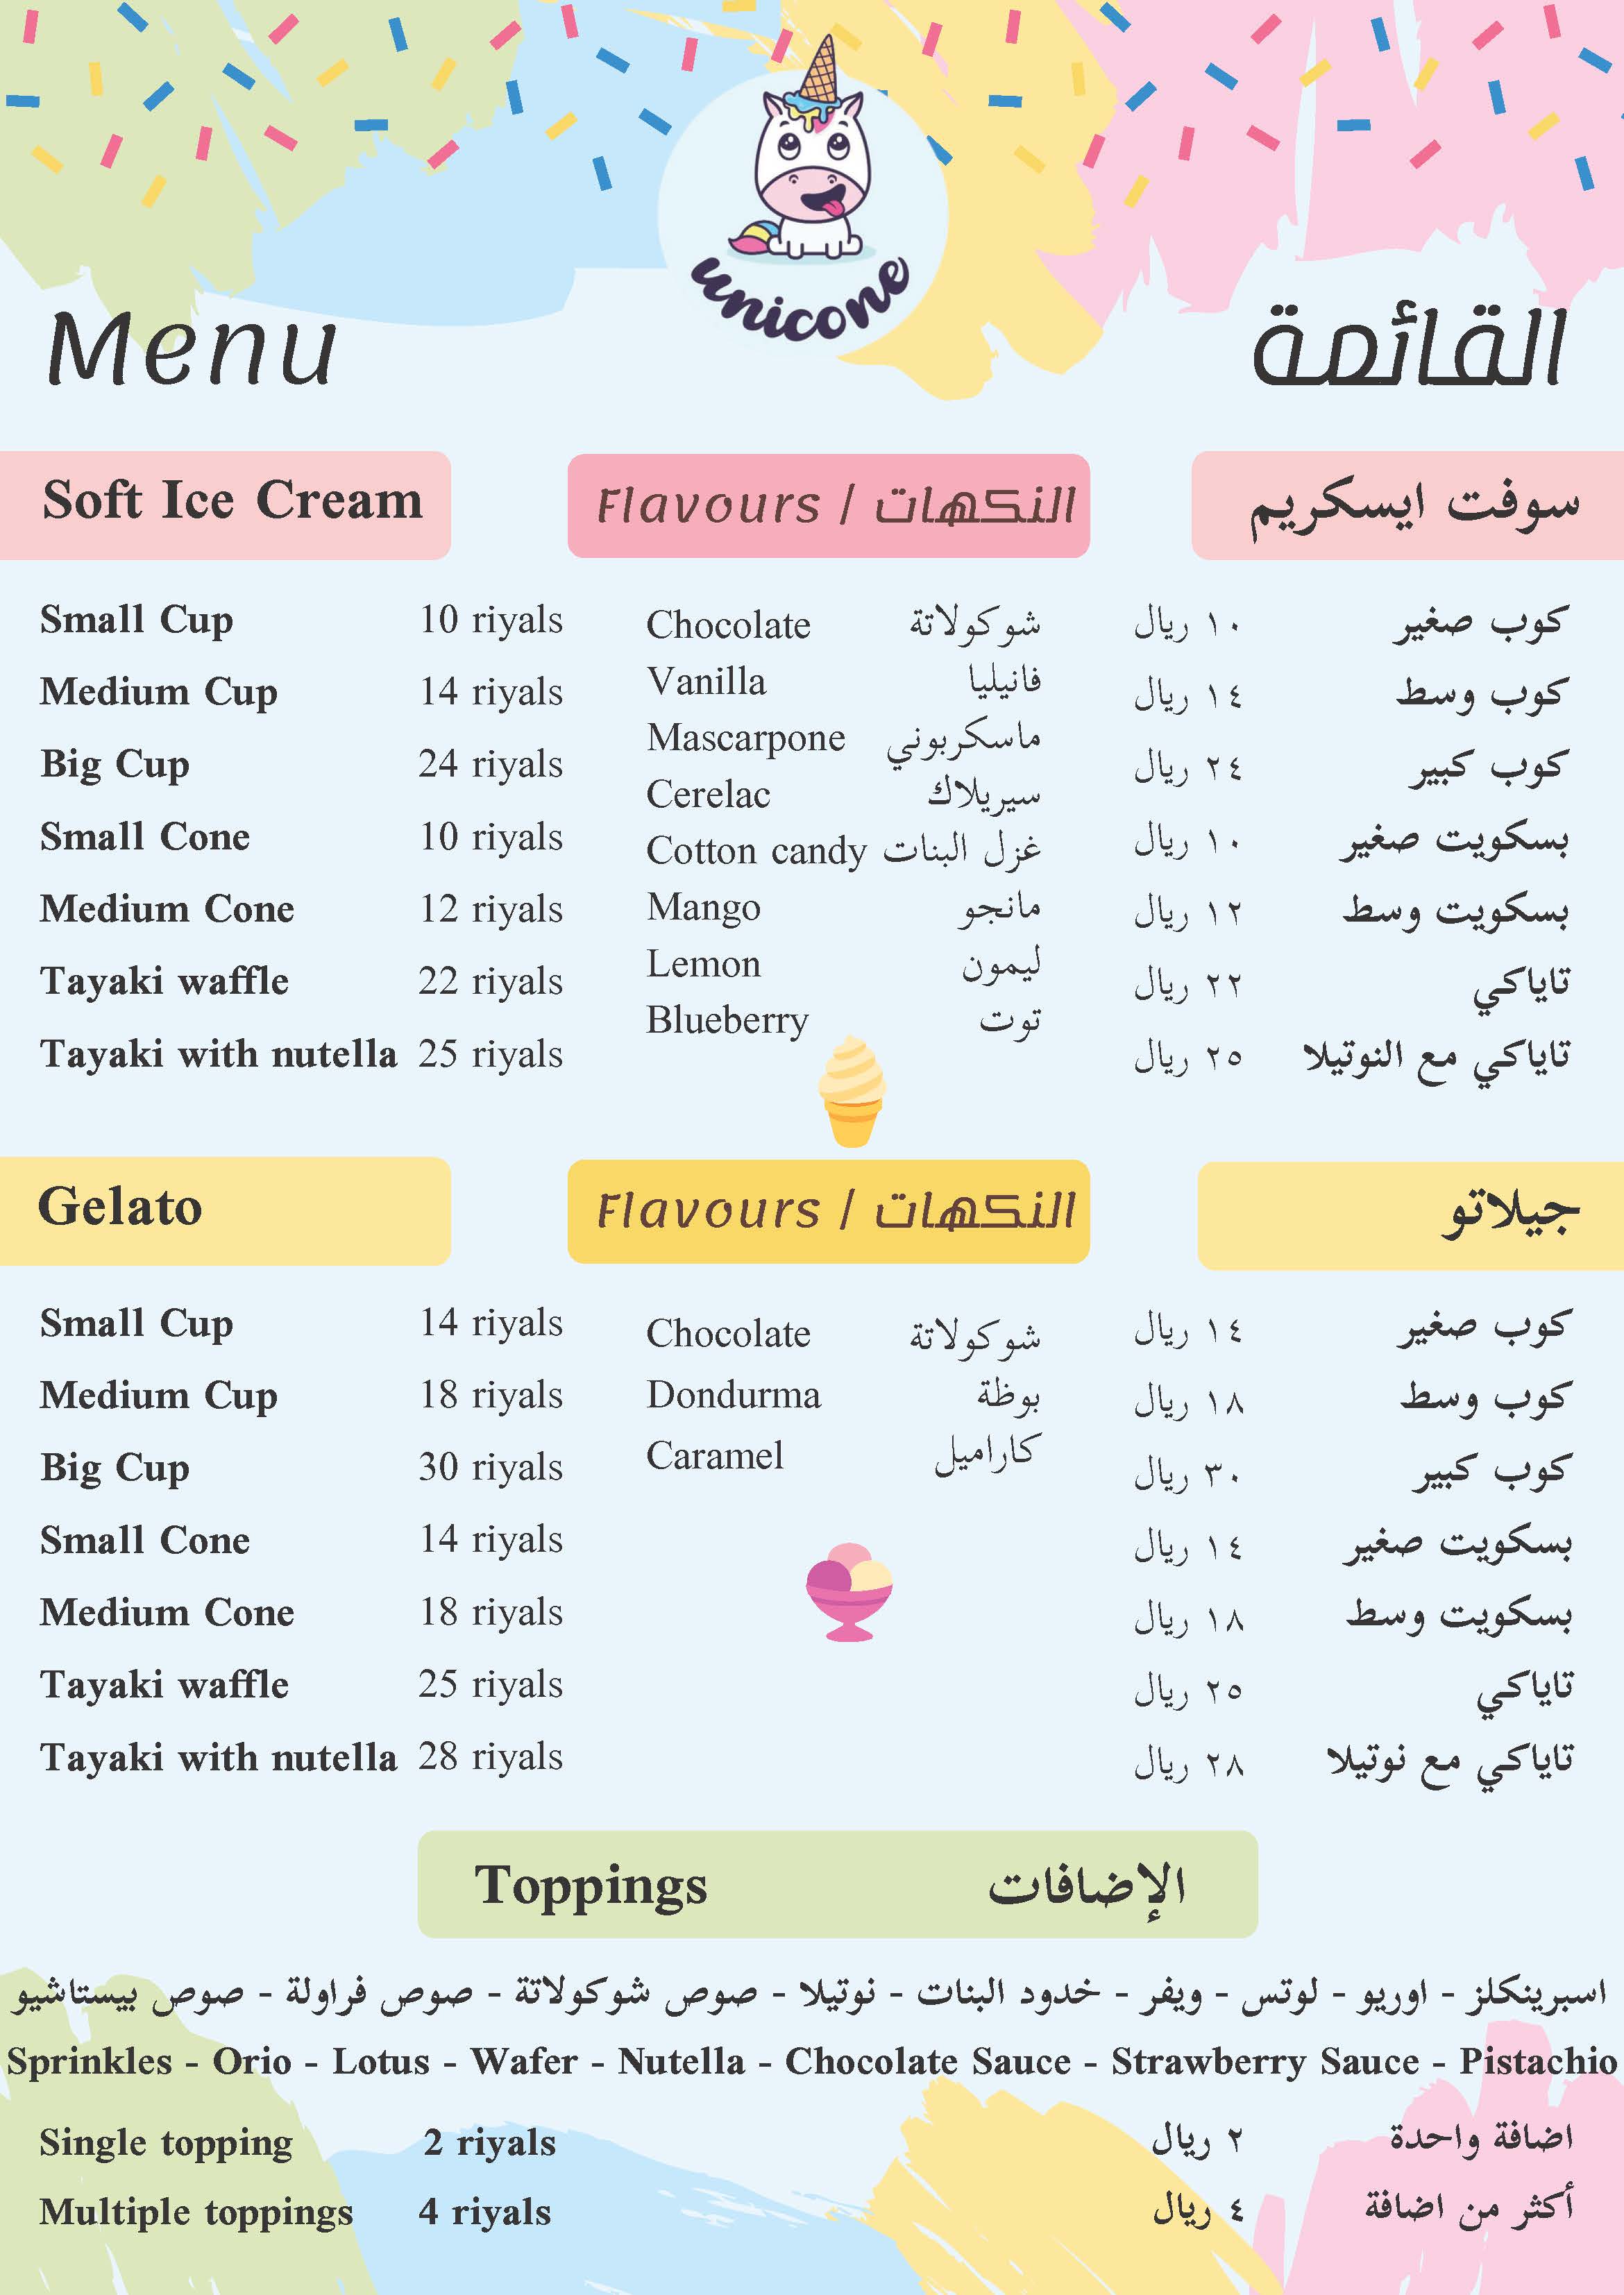 unicone
Menu القائمة
Soft Ice Cream Flavours / النكهات سوفت ايسكريم
Small Cup 10 riyals
Medium Cup 14 riyals
Big Cup 24 riyals
Small Cone 10 riyals
Medium Cone 12 riyals
Tayaki waffle 22 riyals
Tayaki with nutella 25 riyals
Chocolate شوكولاتة
Vanilla فانيليا
Mascarpone ماسكربوني
Cerelac سيريلاك
Cotton candy غزل البنات
Mango مانجو
Lemon ليمون
Blueberry توت
كوب صغير ١٠ ريال
كوب وسط ١٤ ريال
كوب كبير ٢٤ ريال
بسكويت صغير ١٠ ريال
بسكويت وسط ١٢ ريال
تاياكي ٢٢ ريال
تاياكي مع النوتيلا ٢٥ ريال
Gelato Flavours / النكهات جيلاتو
Small Cup 14 riyals
Medium Cup 18 riyals
Big Cup 30 riyals
Small Cone 14 riyals
Medium Cone 18 riyals
Tayaki waffle 25 riyals
Tayaki with nutella 28 riyals
Chocolate شوكولاتة
Dondurma بوظة
Caramel كاراميل
كوب صغير ١٤ ريال
كوب وسط ١٨ ريال
كوب كبير ٣٠ ريال
بسكويت صغير ١٤ ريال
بسكويت وسط ١٨ ريال
تاياكي ٢٥ ريال
تاياكي مع نوتيلا ٢٨ ريال
Toppings الإضافات
اسبرينكلز - اوريو - لوتس - ويفر - خدود البنات - نوتيلا - صوص شوكولاتة - صوص فراولة - صوص بيستاشيو
Sprinkles - Orio - Lotus - Wafer - Nutella - Chocolate Sauce - Strawberry Sauce - Pistachio
Single topping 2 riyals
Multiple toppings 4 riyals
اضافة واحدة ٢ ريال
أكثر من اضافة ٤ ريال